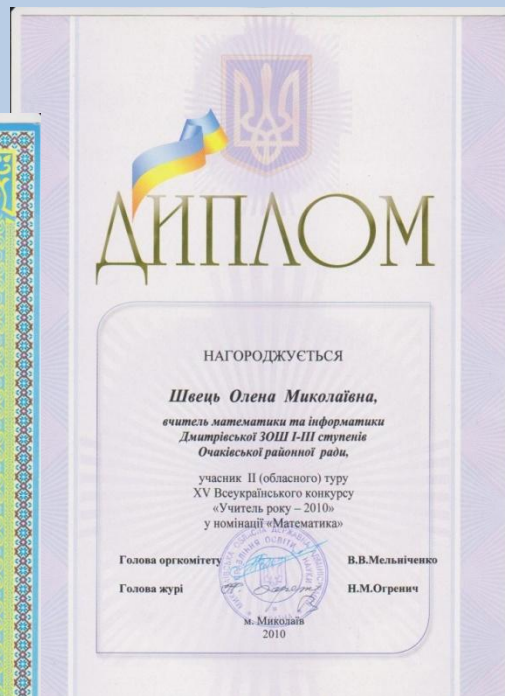 ДИПЛОМ
НАГОРОДЖУЄТЬСЯ
Швець Олена Миколаївна,
вчитель математики та інформатики
Дмитрівської ЗОШ І-ІІІ ступенів
Очаківської районної ради,
учасник ІІ (обласного) туру
XV Всеукраїнського конкурсу
«Учитель року – 2010»
у номінації «Математика»
Голова оргкомітету В.В.Мельніченко
Голова журі Н.М.Огренич
м. Миколаїв
2010